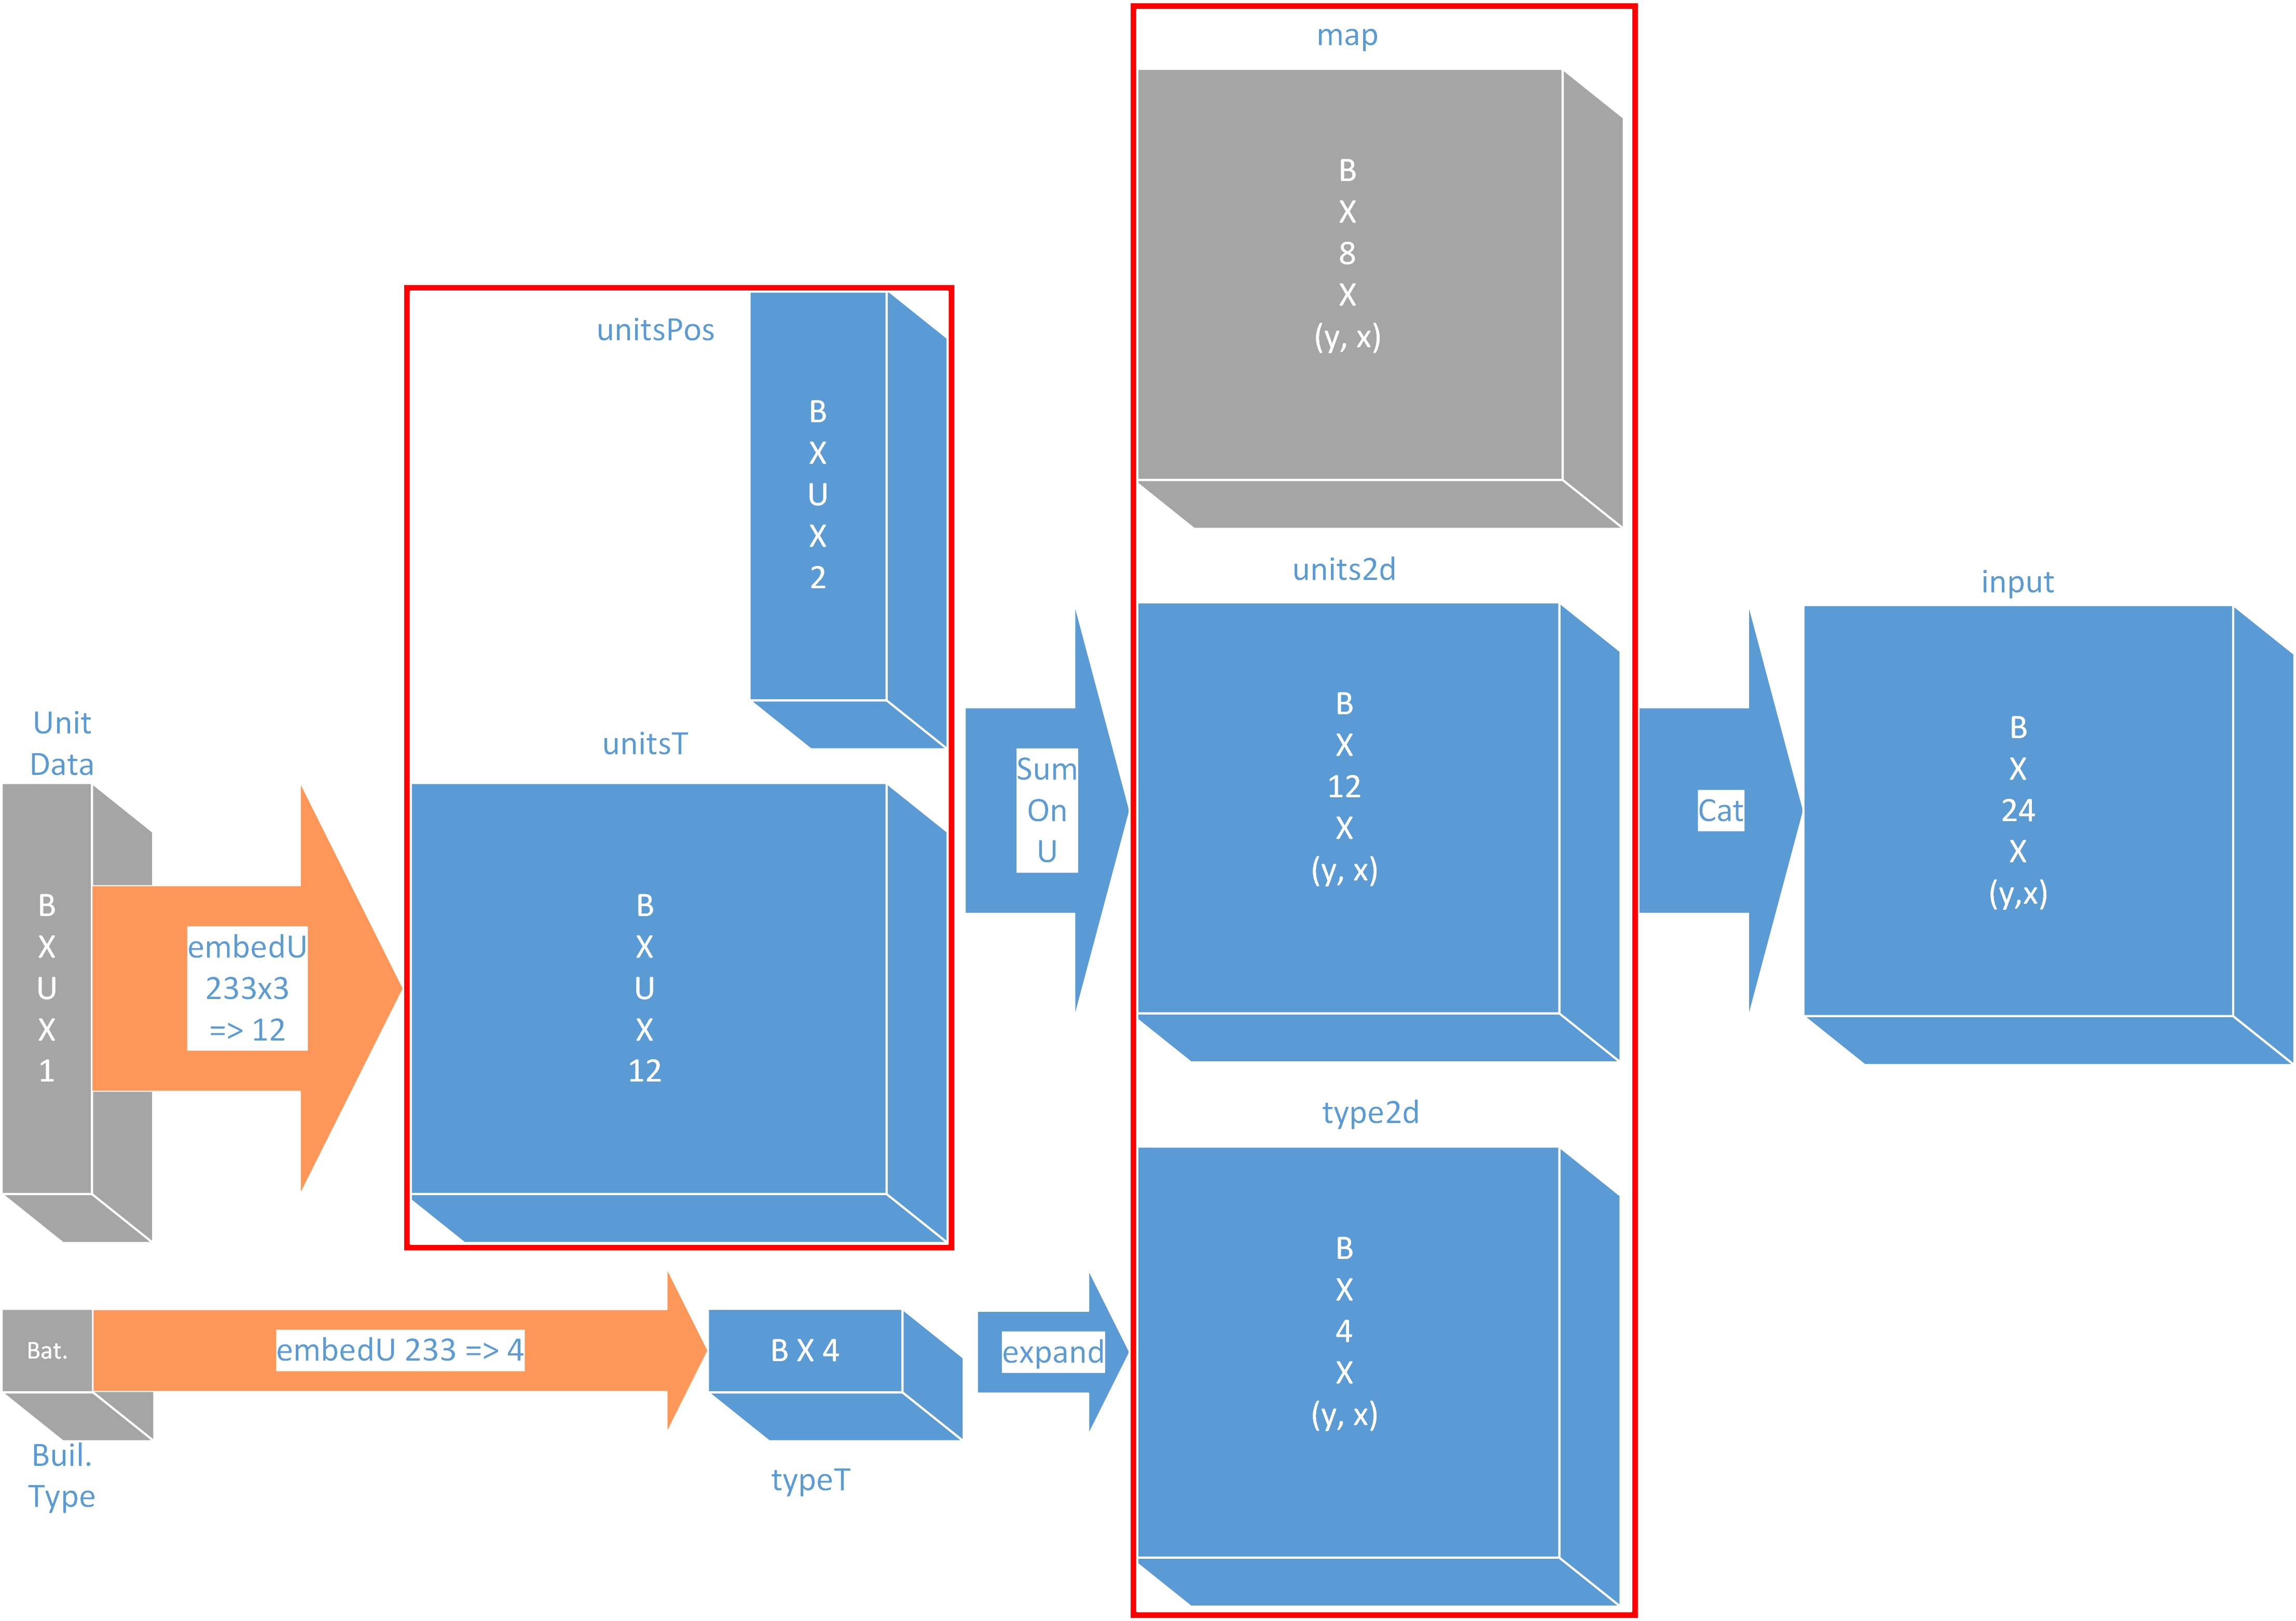 map
B
X
8
X
(y, x)
unitsPos
B
X
U
X
2
units2d
B
X
12
X
(y, x)
input
B
X
24
X
(y,x)
Unit
Data
B
X
U
X
1
embedU
233x3
=> 12
unitsT
B
X
U
X
12
Sum
On
U
Cat
type2d
B
X
4
X
(y, x)
Bat.
embedU 233 => 4
B X 4
expand
Buil.
Type
typeT